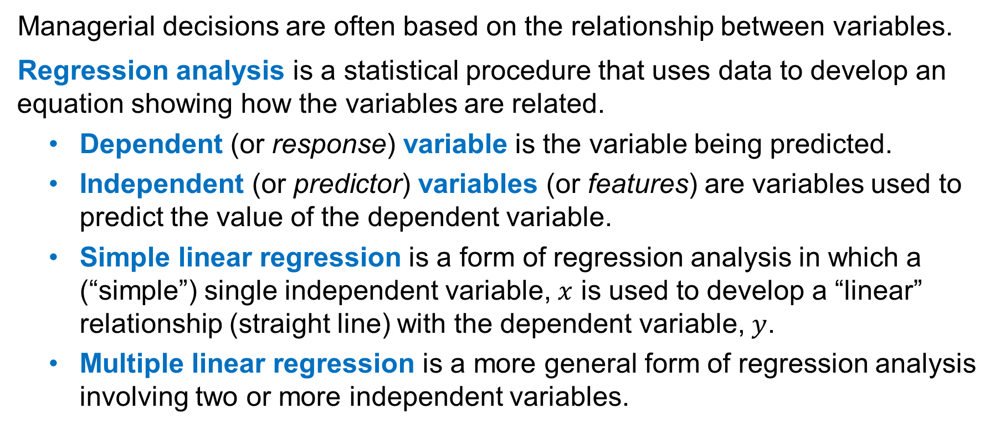 Managerial decisions are often based on the relationship between variables.
Regression analysis is a statistical procedure that uses data to develop an
equation showing how the variables are related.
• Dependent (or response) variable is the variable being predicted.
• Independent (or predictor) variables (or features) are variables used to
predict the value of the dependent variable.
• Simple linear regression is a form of regression analysis in which a
(“simple”) single independent variable, 𝑥 is used to develop a “linear”
relationship (straight line) with the dependent variable, 𝑦.
• Multiple linear regression is a more general form of regression analysis
involving two or more independent variables.